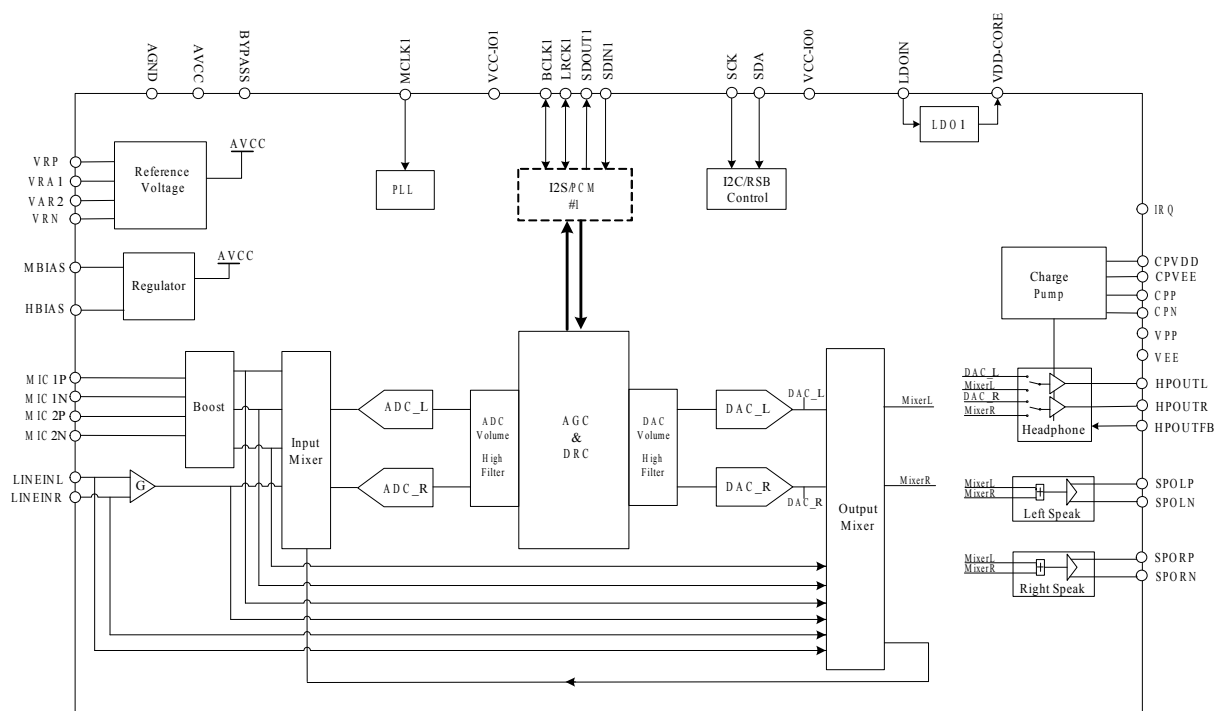 AGND
AVCC
BYPASS
MCLK1
VCC-IO1
BCLK1
LRCK1
SDOUT1
SDIN1
SCK
SDA
VCC-IO0
LDOIN
VDD-CORE
LDO1
VRP
VRA1
VAR2
VRN
Reference
Voltage
AVCC
PLL
I2S/PCM
#1
I2C/RSB
Control
IRQ
MBIAS
HBIAS
Regulator
AVCC
Charge
Pump
CPVDD
CPVEE
CPP
CPN
VPP
VEE
MIC1P
MIC1N
MIC2P
MIC2N
Boost
Input
Mixer
ADC_L
ADC_R
ADC
Volume
High
Filter
AGC
&
DRC
DAC
Volume
High
Filter
DAC_L
DAC_R
DAC_L
DAC_R
Output
Mixer
MixerL
MixerR
DAC_L
MixerL
DAC_R
MixerR
Headphone
HPOUTL
HPOUTR
HPOUTFB
LINEINL
LINEINR
G
MixerL
MixerR
+
Left Speak
SPOLP
SPOLN
MixerL
MixerR
+
Right Speak
SPORP
SPORN